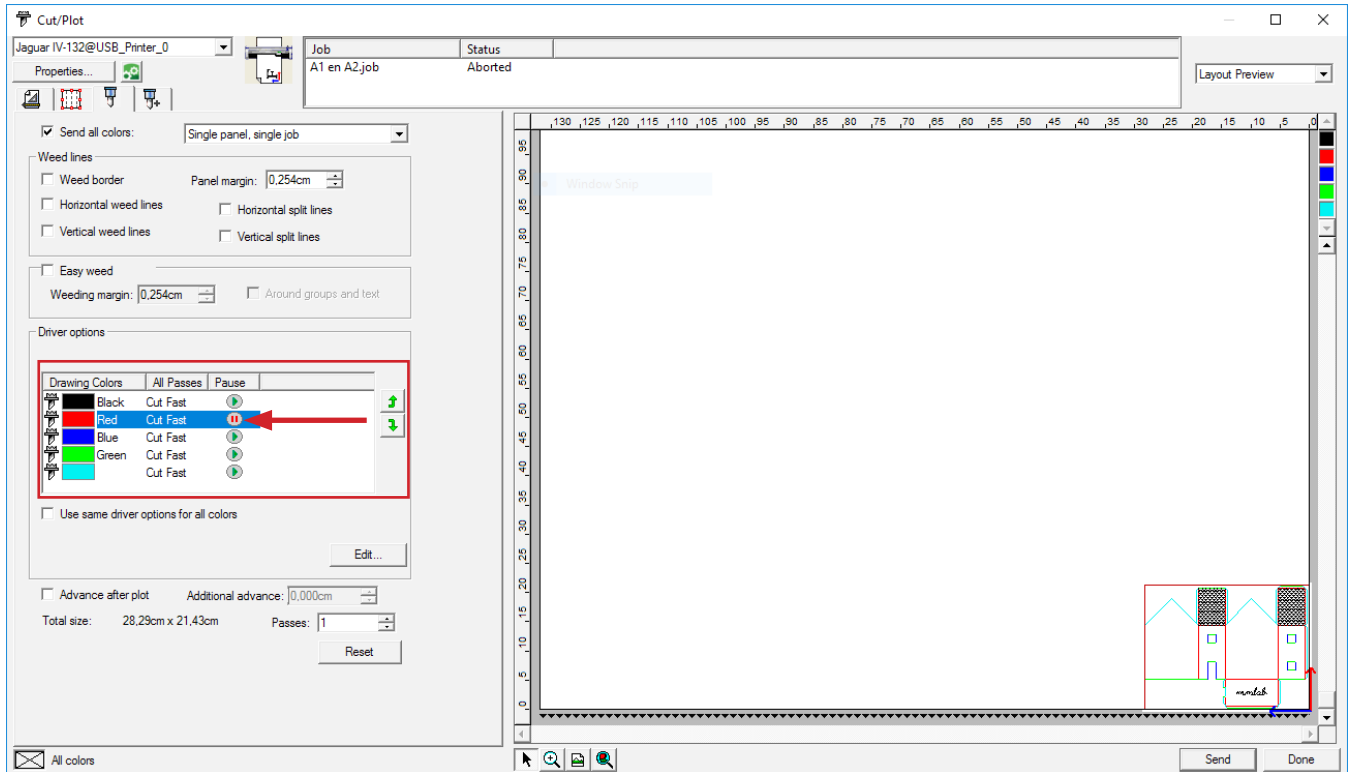 Cut/Plot
Jaguar IV-132@USB_Printer_0
Properties...
Job Status
A1 en A2.job Aborted
Layout Preview
Send all colors: Single panel, single job
Weed lines
Weed border Panel margin: 0,254cm
Horizontal weed lines Horizontal split lines
Vertical weed lines Vertical split lines
Easy weed
Weeding margin: 0,254cm Around groups and text
Driver options
Drawing Colors All Passes Pause
Black Cut Fast
Red Cut Fast
Blue Cut Fast
Green Cut Fast
Cut Fast
Use same driver options for all colors
Edit...
Advance after plot Additional advance: 0,000cm
Total size: 28,29cm x 21,43cm Passes: 1
Reset
All colors
130 125 120 115 110 105 100 95 90 85 80 75 70 65 60 55 50 45 40 35 30 25 20 15 10 5 0
95
90
85
80
75
70
65
60
55
50
45
40
35
30
25
20
15
10
5
0
Window Snip
mmlab
Send Done